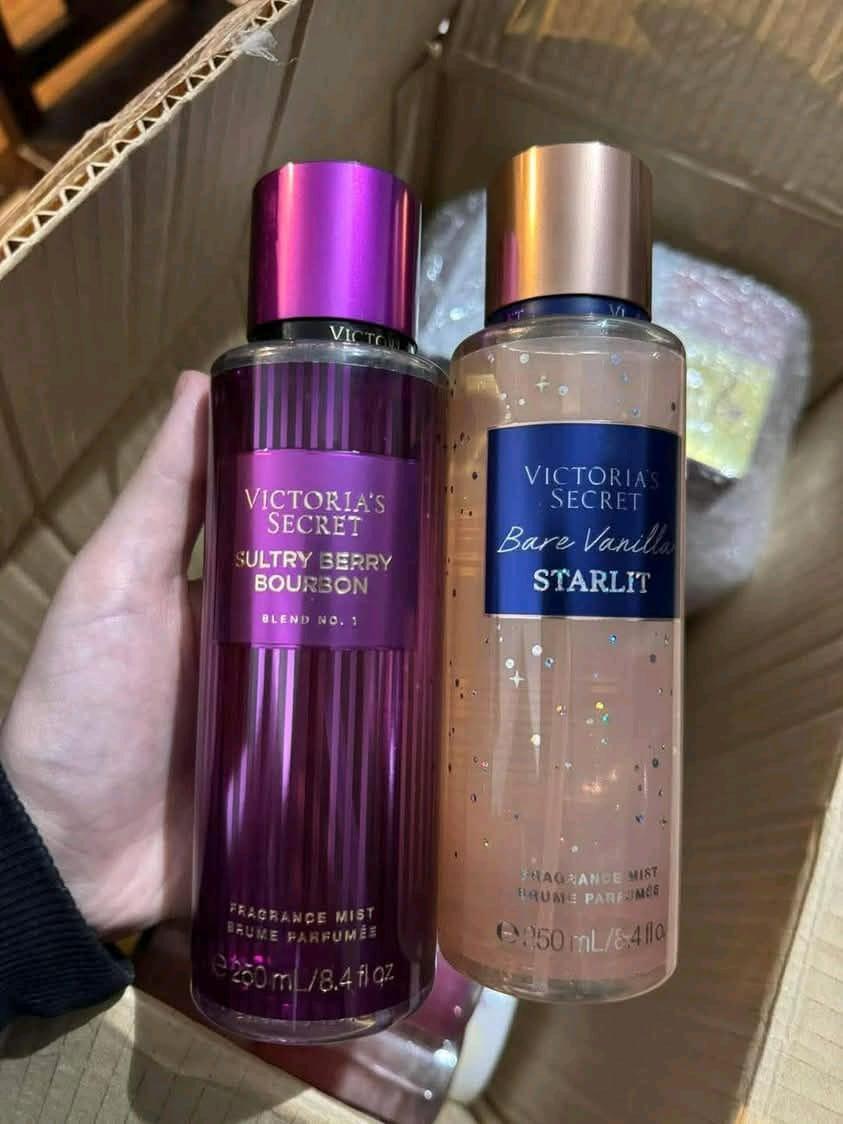 VICTORIA'S
SECRET
SULTRY BERRY
BOURBON
BLEND NO. 1
FRAGRANCE MIST
BRUME PARFUMÉE
℮ 250 mL/8.4 fl oz
VICTORIA'S
SECRET
Bare Vanilla
STARLIT
FRAGRANCE MIST
BRUME PARFUMÉE
℮ 250 mL/8.4 fl o